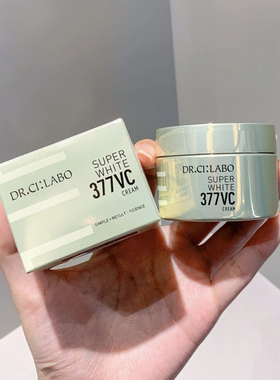 DR.CI:LABO
SUPER
WHITE
377VC
CREAM
SIMPLE+RESULT+SCIENCE
DR.CI:LABO
SUPER
WHITE
377VC
CREAM